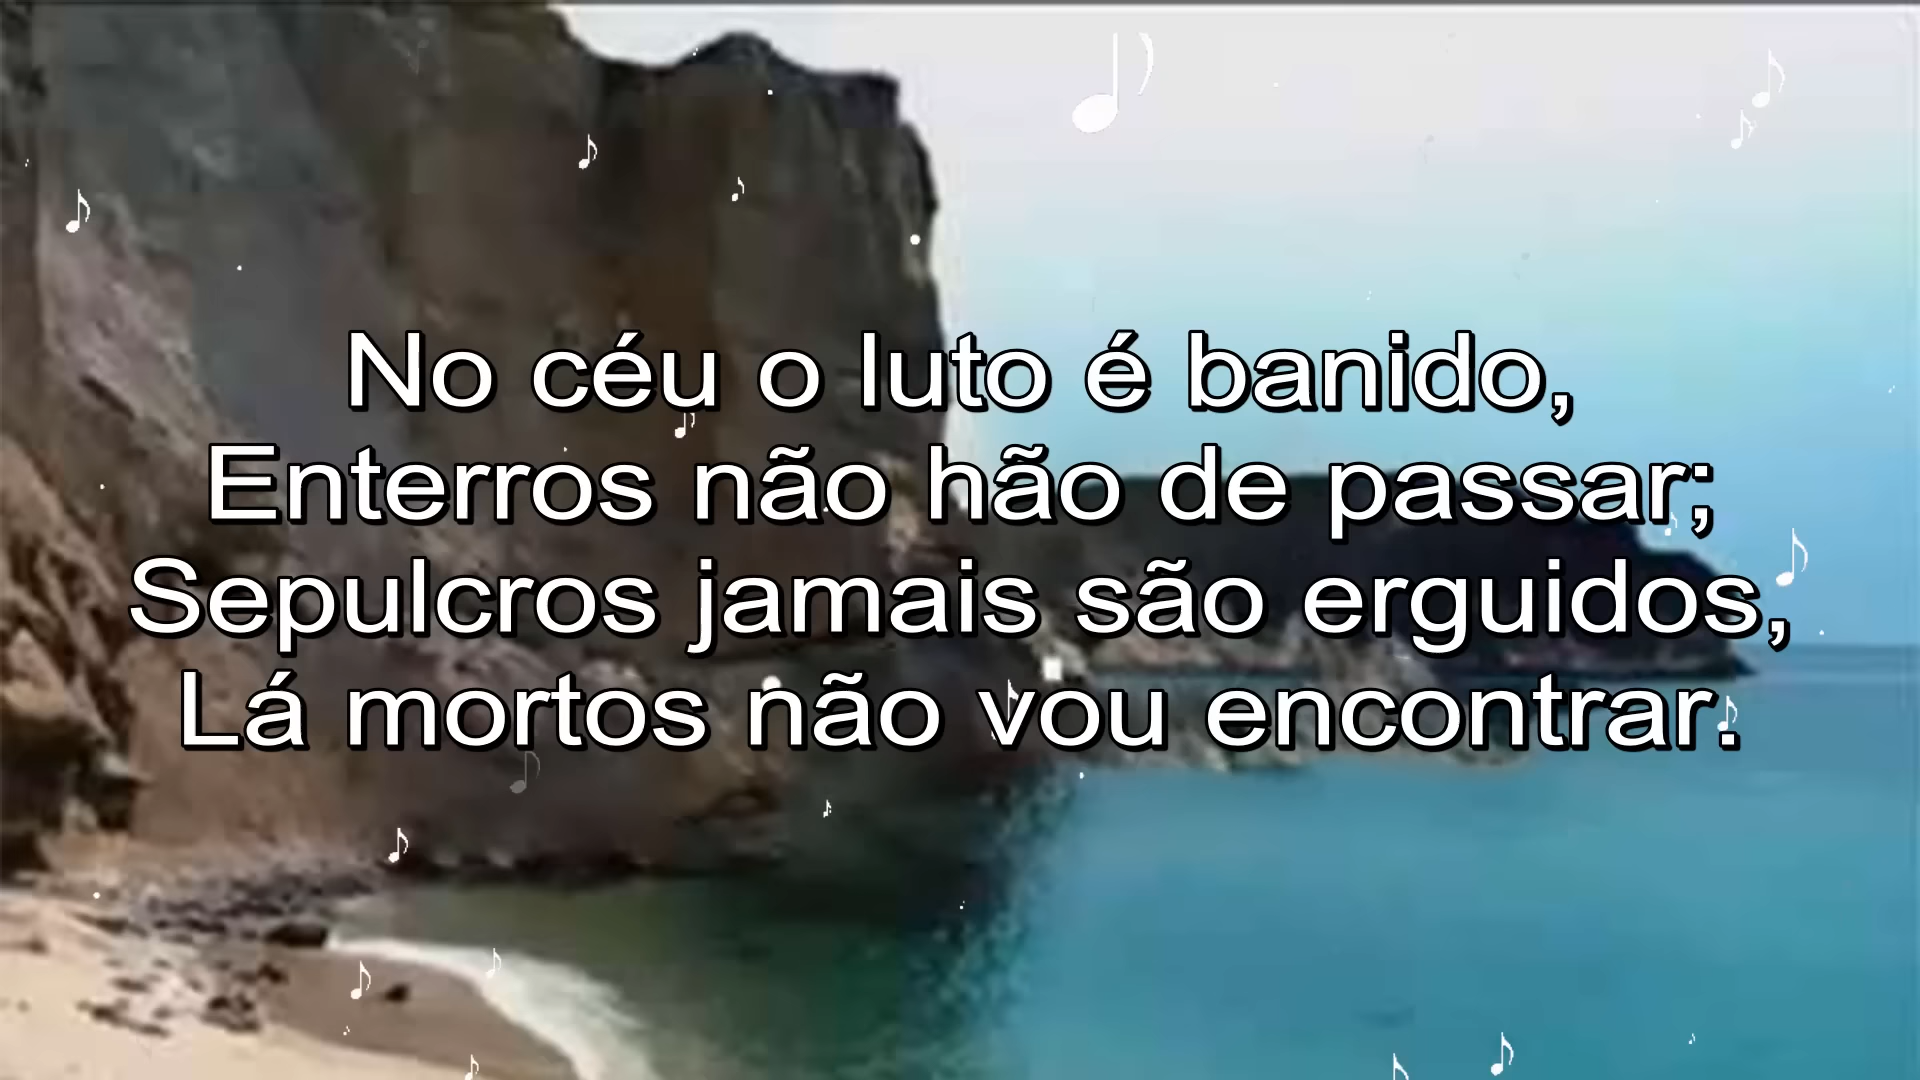 No céu o luto é banido,
Enterros não hão de passar;
Sepulcros jamais são erguidos,
Lá mortos não vou encontrar.